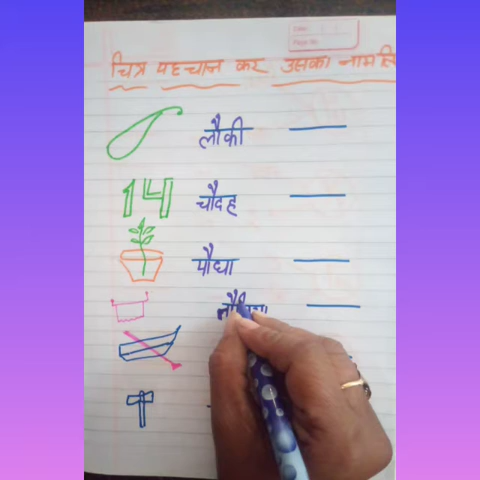 चित्र पहचान कर उसका नाम
लौकी
14 चौदह
पौधा